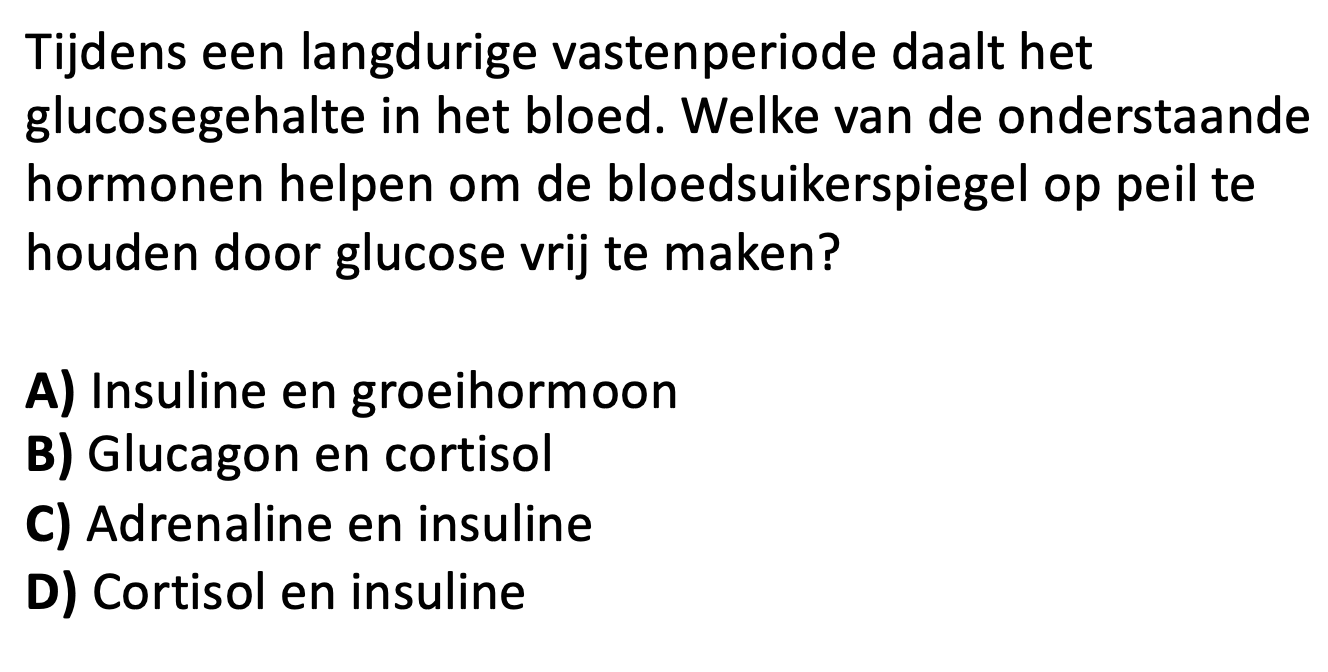 Tijdens een langdurige vastenperiode daalt het
glucosegehalte in het bloed. Welke van de onderstaande
hormonen helpen om de bloedsuikerspiegel op peil te
houden door glucose vrij te maken?
A) Insuline en groeihormoon
B) Glucagon en cortisol
C) Adrenaline en insuline
D) Cortisol en insuline